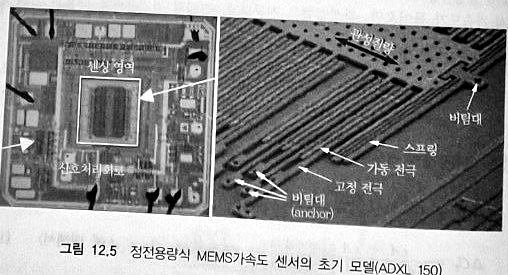 센싱 영역
신호처리회로
관성질량
버팀대
스프링
가동 전극
고정 전극
버팀대
(anchor)
그림 12.5 정전용량식 MEMS가속도 센서의 초기 모델(ADXL 150)